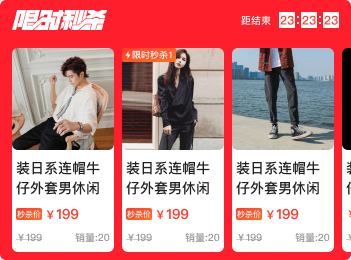 限时秒杀
距结束 23:23:23
限时秒杀1
装日系连帽牛
仔外套男休闲
秒杀价 ¥199
¥199 销量:20
装日系连帽牛
仔外套男休闲
秒杀价 ¥199
¥199 销量:20
装日系连帽牛
仔外套男休闲
秒杀价 ¥199
¥199 销量:20